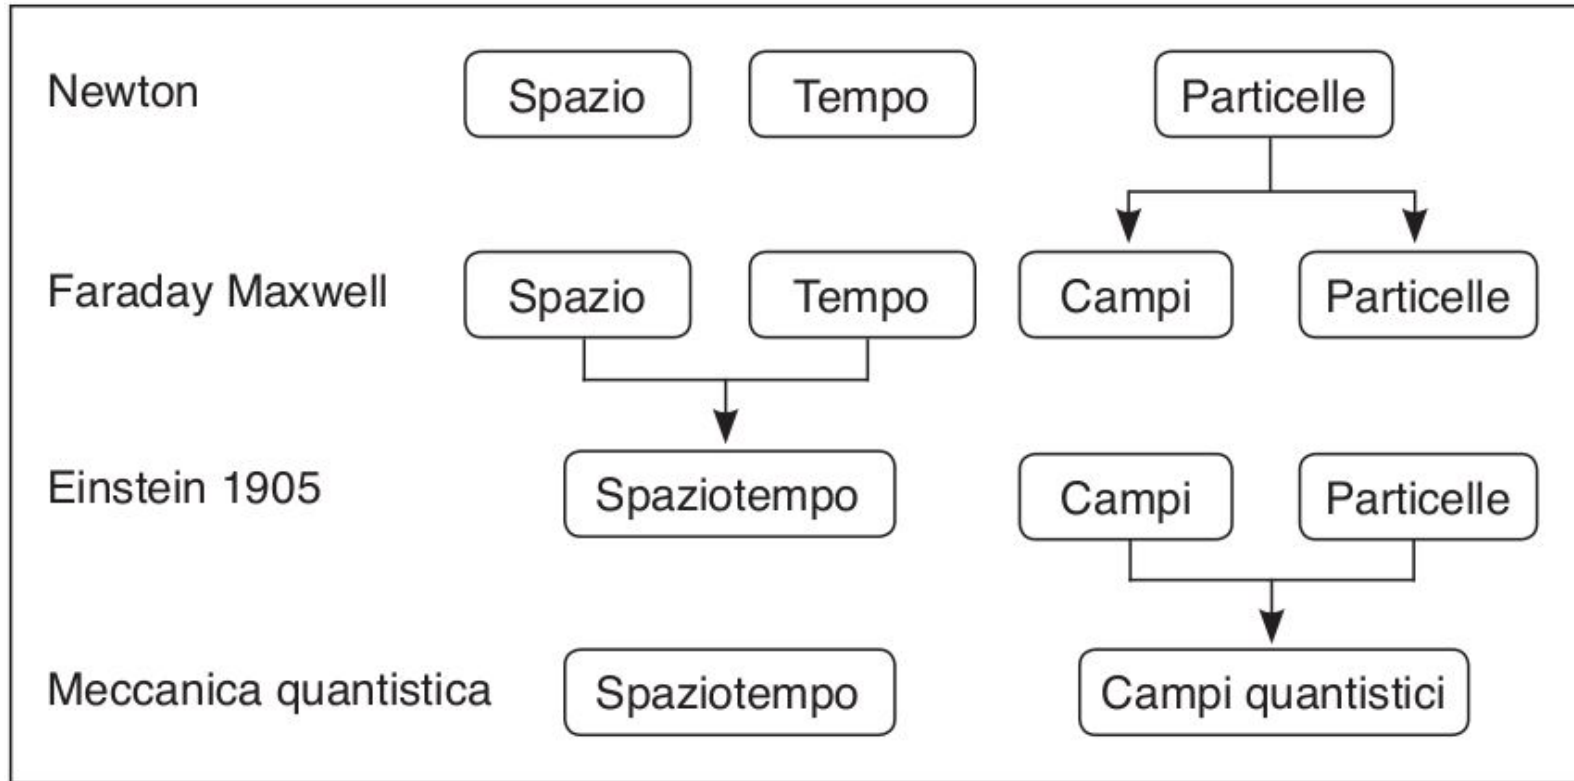 Newton Spazio Tempo Particelle
Faraday Maxwell Spazio Tempo Campi Particelle
Einstein 1905 Spaziotempo Campi Particelle
Meccanica quantistica Spaziotempo Campi quantistici